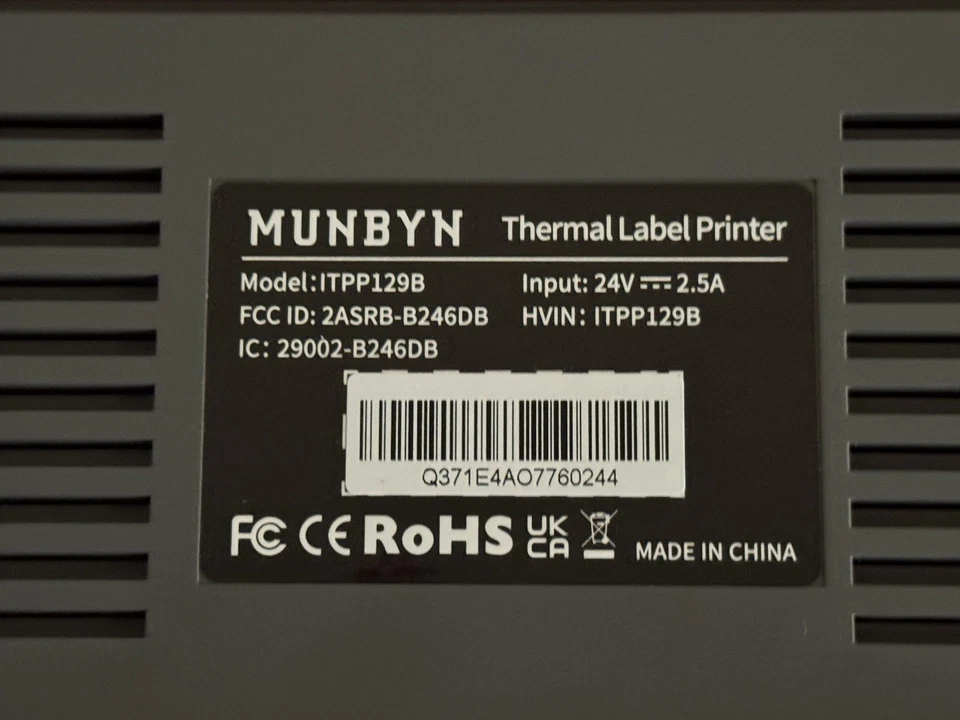 MUNBYN Thermal Label Printer
Model:ITPP129B Input: 24V ⎓ 2.5A
FCC ID: 2ASRB-B246DB HVIN: ITPP129B
IC: 29002-B246DB
Q371E4AO7760244
FC CE RoHS UK CA MADE IN CHINA